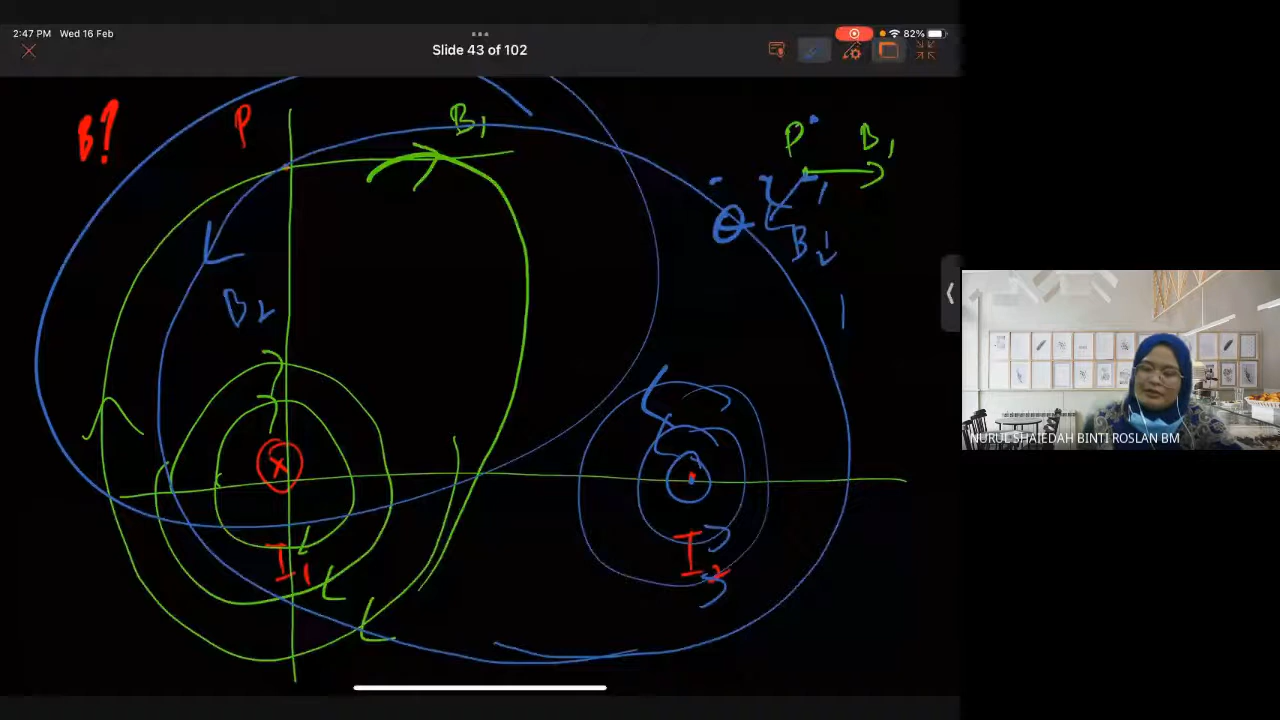 2:47 PM Wed 16 Feb
82%
Slide 43 of 102
B?
P
B1
P
B1
θ
B2
B2
I1
I2
NURUL SHAIEDAH BINTI ROSLAN BM